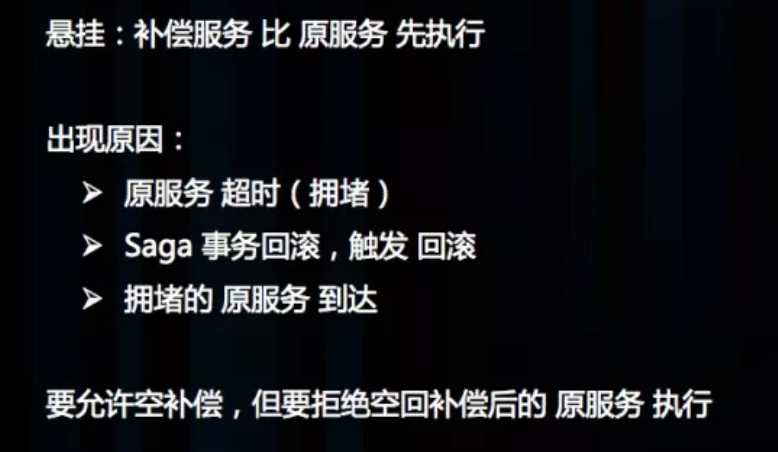 悬挂：补偿服务 比 原服务 先执行
出现原因：
➢ 原服务 超时（拥堵）
➢ Saga 事务回滚，触发 回滚
➢ 拥堵的 原服务 到达
要允许空补偿，但要拒绝空回补偿后的 原服务 执行